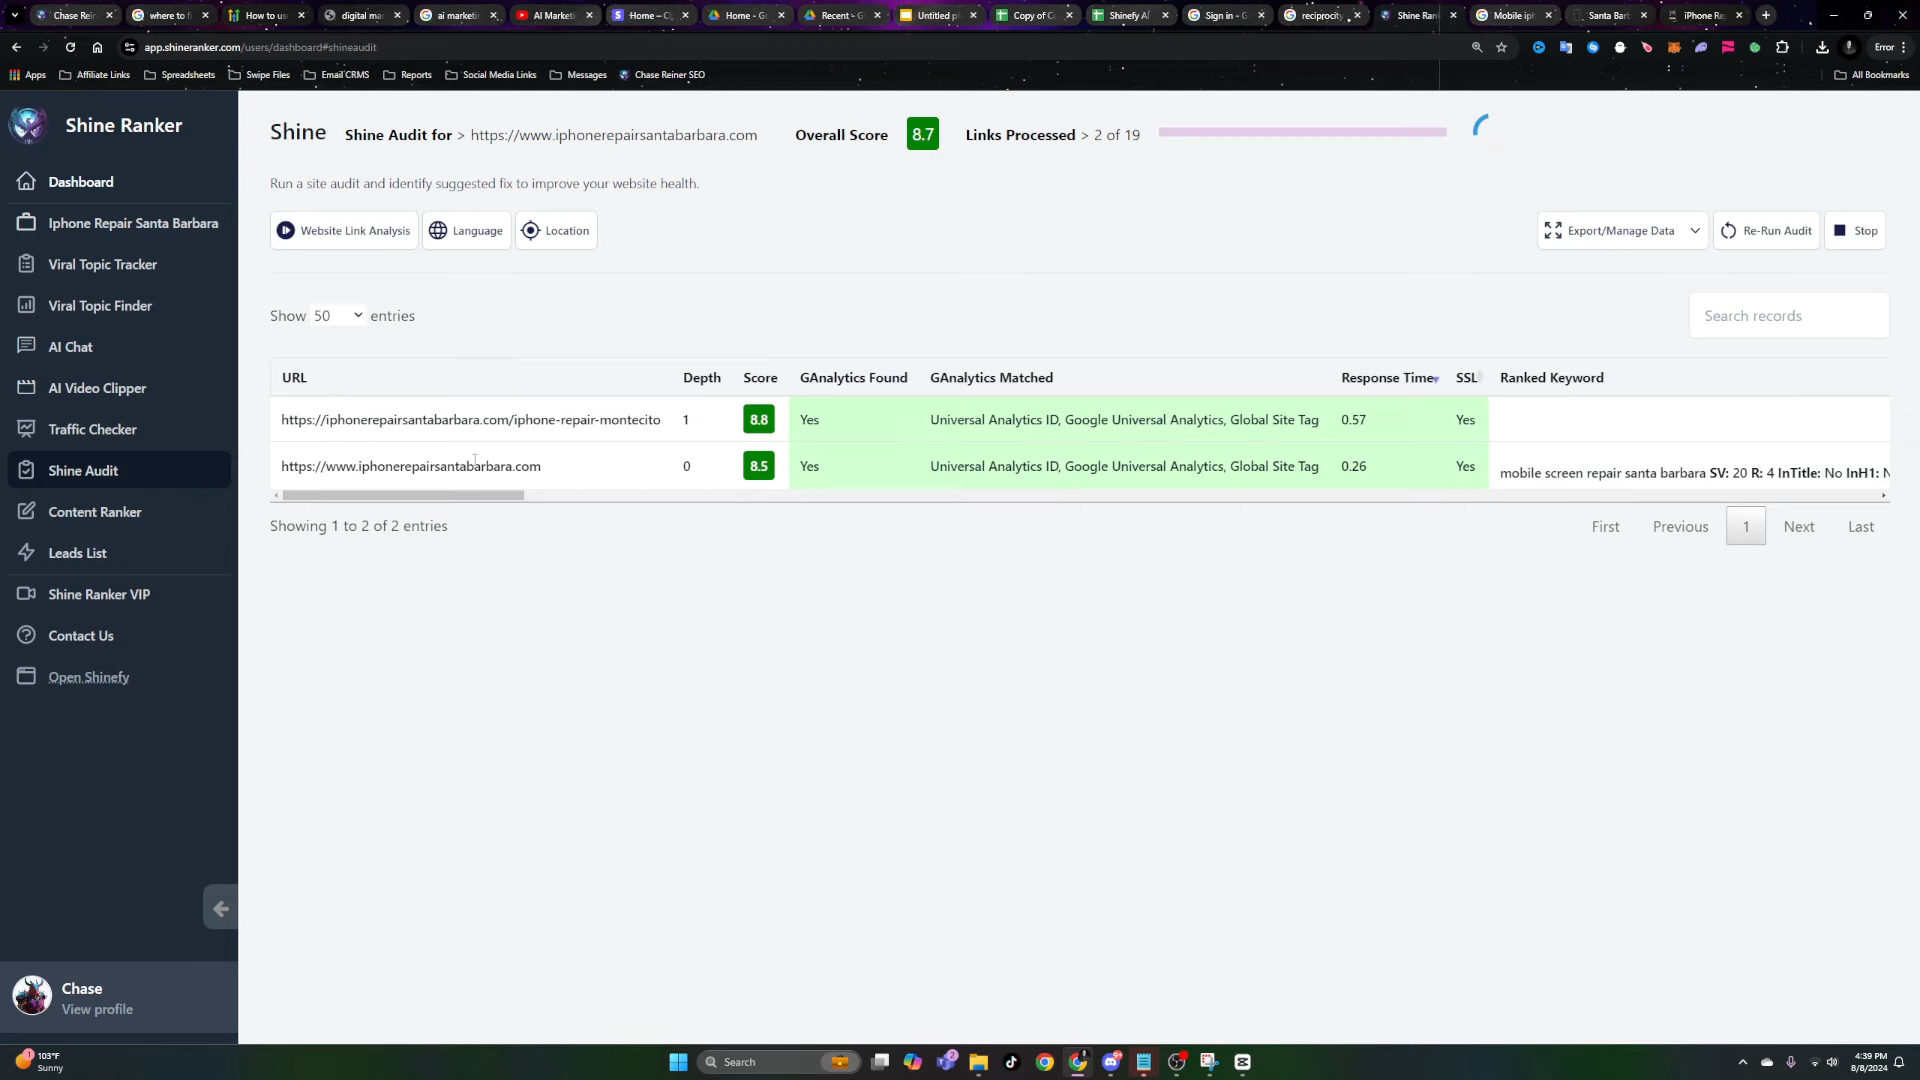 Chase Rein
where to f
How to us
digital ma
ai marketin
AI Marketi
Home – C
Home - G
Recent - G
Untitled p
Copy of C
Shinefy AI
Sign in - G
reciprocity
Shine Rank
Mobile iph
Santa Barb
iPhone Rep
app.shineranker.com/users/dashboard#shineaudit
Error
Apps
Affiliate Links
Spreadsheets
Swipe Files
Email CRMS
Reports
Social Media Links
Messages
Chase Reiner SEO
All Bookmarks
Shine Ranker
Dashboard
Iphone Repair Santa Barbara
Viral Topic Tracker
Viral Topic Finder
AI Chat
AI Video Clipper
Traffic Checker
Shine Audit
Content Ranker
Leads List
Shine Ranker VIP
Contact Us
Open Shinefy
Chase
View profile
Shine Shine Audit for > https://www.iphonerepairsantabarbara.com Overall Score 8.7 Links Processed > 2 of 19
Run a site audit and identify suggested fix to improve your website health.
Website Link Analysis Language Location Export/Manage Data Re-Run Audit Stop
Show 50 entries Search records
URL Depth Score GAnalytics Found GAnalytics Matched Response Time SSL Ranked Keyword
https://iphonerepairsantabarbara.com/iphone-repair-montecito 1 8.8 Yes Universal Analytics ID, Google Universal Analytics, Global Site Tag 0.57 Yes
https://www.iphonerepairsantabarbara.com 0 8.5 Yes Universal Analytics ID, Google Universal Analytics, Global Site Tag 0.26 Yes mobile screen repair santa barbara SV: 20 R: 4 InTitle: No InH1: N
Showing 1 to 2 of 2 entries First Previous 1 Next Last
103°F
Sunny
Search
4:39 PM
8/8/2024